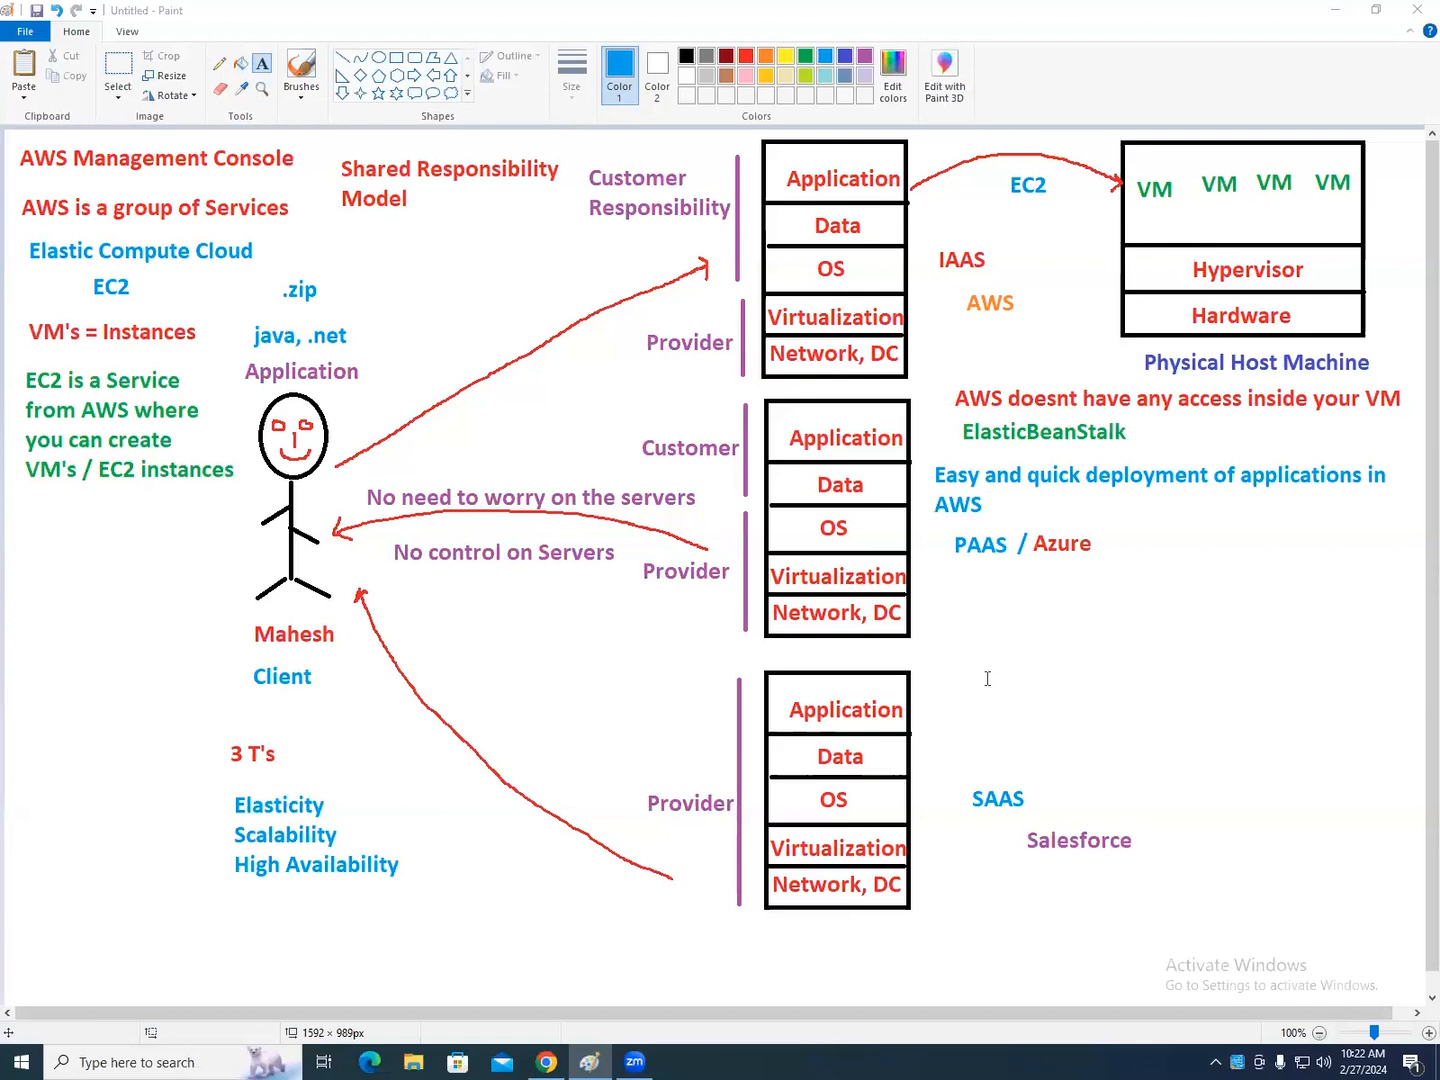 Untitled - Paint
File
Home
View
Paste
Cut
Copy
Clipboard
Select
Crop
Resize
Rotate
Image
A
Tools
Brushes
Shapes
Outline
Fill
Size
Color
1
Color
2
Edit
colors
Edit with
Paint 3D
Colors
AWS Management Console
AWS is a group of Services
Elastic Compute Cloud
EC2
VM's = Instances
EC2 is a Service
from AWS where
you can create
VM's / EC2 instances
Shared Responsibility
Model
.zip
java, .net
Application
Mahesh
Client
3 T's
Elasticity
Scalability
High Availability
Customer
Responsibility
Provider
Application
Data
OS
Virtualization
Network, DC
EC2
IAAS
AWS
VM VM VM VM
Hypervisor
Hardware
Physical Host Machine
AWS doesnt have any access inside your VM
ElasticBeanStalk
Easy and quick deployment of applications in
AWS
PAAS / Azure
No need to worry on the servers
No control on Servers
Customer
Provider
Application
Data
OS
Virtualization
Network, DC
Provider
Application
Data
OS
Virtualization
Network, DC
SAAS
Salesforce
Activate Windows
Go to Settings to activate Windows.
1592 × 989px
100%
Type here to search
zm
10:22 AM
2/27/2024
1